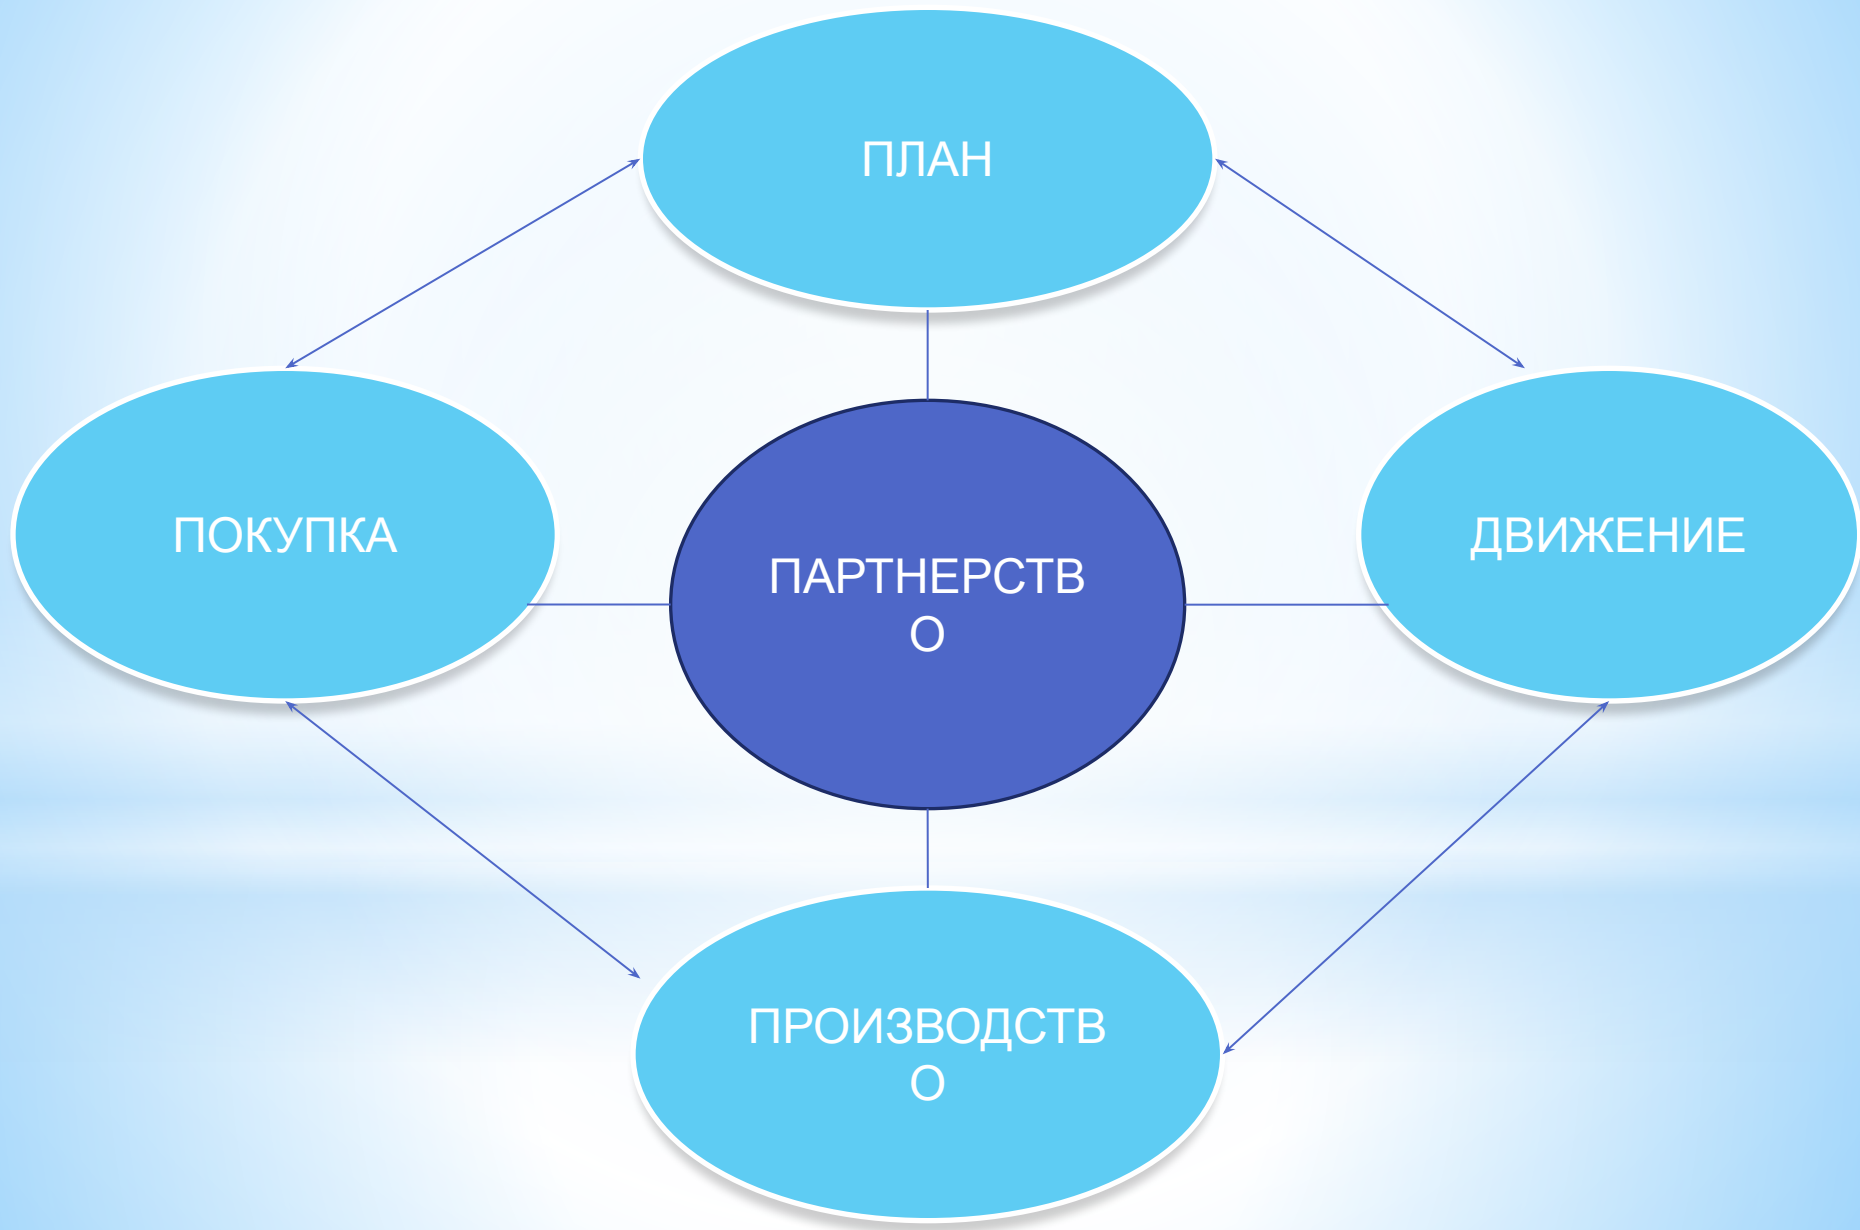 ПЛАН
ПОКУПКА
ДВИЖЕНИЕ
ПАРТНЕРСТВ
О
ПРОИЗВОДСТВ
О